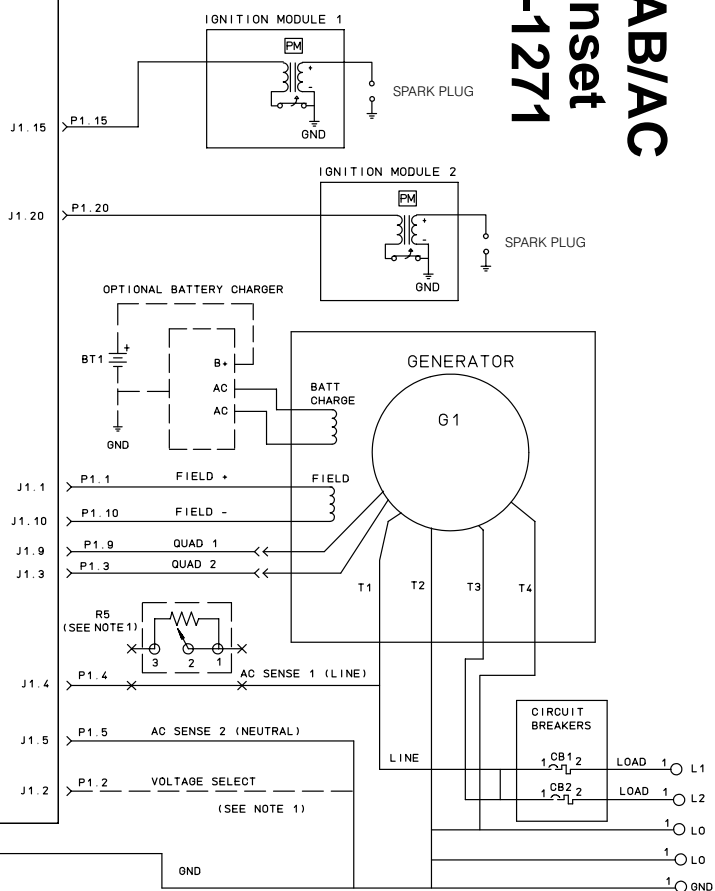 AB/AC
nset
-1271
IGNITION MODULE 1
PM
+
-
GND
SPARK PLUG
J1.15
P1.15
IGNITION MODULE 2
PM
+
-
GND
SPARK PLUG
J1.20
P1.20
OPTIONAL BATTERY CHARGER
BT1
+
GND
B+
AC
AC
BATT
CHARGE
GENERATOR
G1
J1.1
P1.1
FIELD +
FIELD
J1.10
P1.10
FIELD -
J1.9
P1.9
QUAD 1
J1.3
P1.3
QUAD 2
T1
T2
T3
T4
R5
(SEE NOTE1)
3
2
1
J1.4
P1.4
AC SENSE 1 (LINE)
J1.5
P1.5
AC SENSE 2 (NEUTRAL)
J1.2
P1.2
VOLTAGE SELECT
(SEE NOTE 1)
CIRCUIT
BREAKERS
LINE
1 CB1 2
LOAD 1 L1
1 CB2 2
LOAD 1 L2
1 LO
1 LO
GND
1 GND